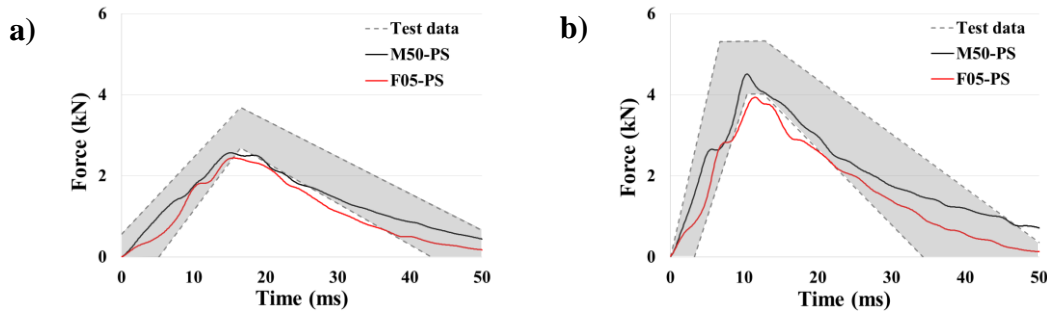 a)
6
4
2
0
0
10
20
30
40
50
Force (kN)
Time (ms)
Test data
M50-PS
F05-PS
b)
6
4
2
0
0
10
20
30
40
50
Force (kN)
Time (ms)
Test data
M50-PS
F05-PS